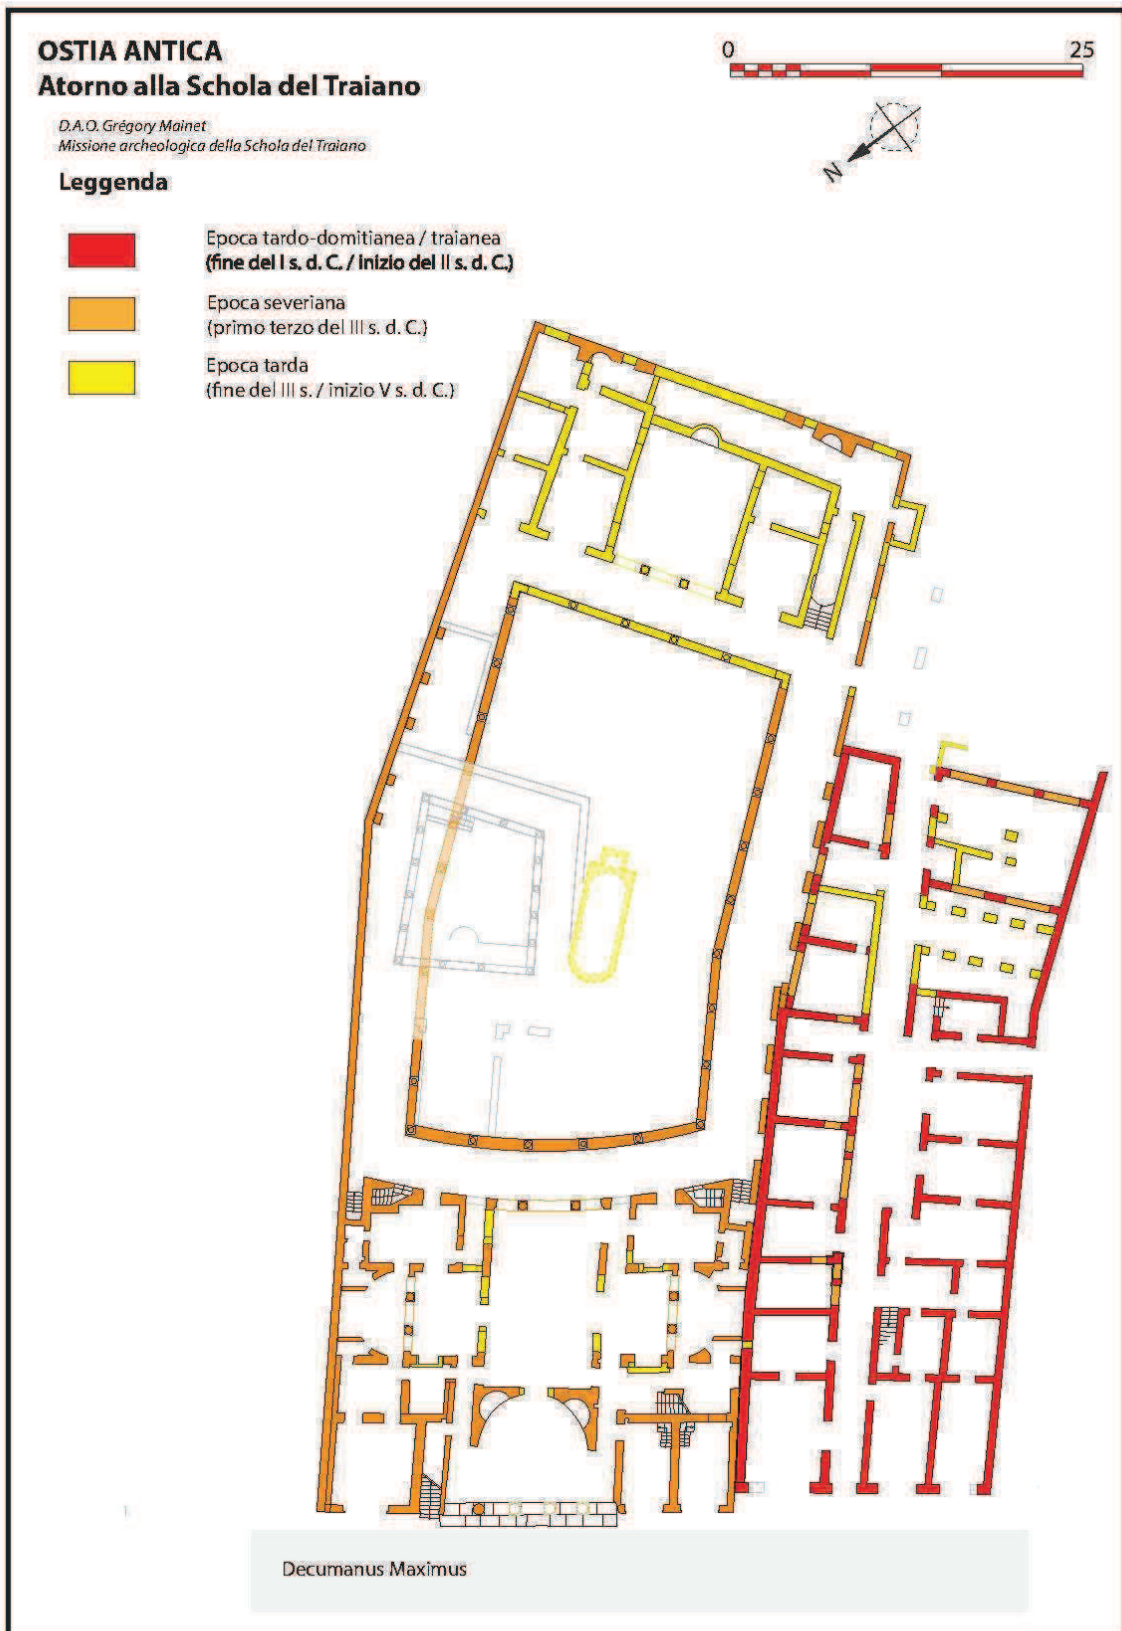 OSTIA ANTICA
Atorno alla Schola del Traiano
D.A.O. Grégory Mainet
Missione archeologica della Schola del Traiano
Leggenda
Epoca tardo-domitianea / traianea
(fine del I s. d. C. / inizio del II s. d. C.)
Epoca severiana
(primo terzo del III s. d. C.)
Epoca tarda
(fine del III s. / inizio V s. d. C.)
0 25
N
Decumanus Maximus